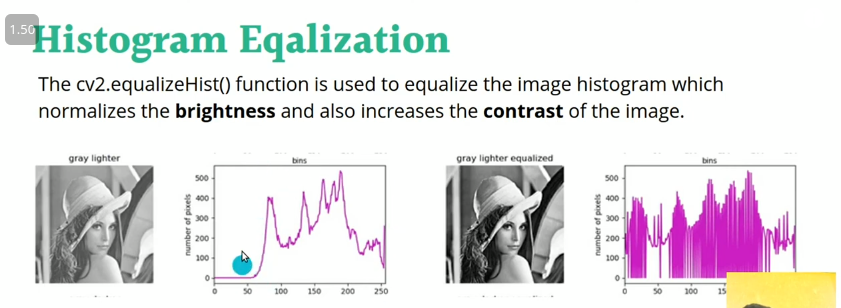 1.50
Histogram Eqalization
The cv2.equalizeHist() function is used to equalize the image histogram which
normalizes the brightness and also increases the contrast of the image.
gray lighter
bins
number of pixels
500
400
300
200
100
0
0 50 100 150 200 250
gray lighter equalized
bins
number of pixels
500
400
300
200
100
0
0 50 100